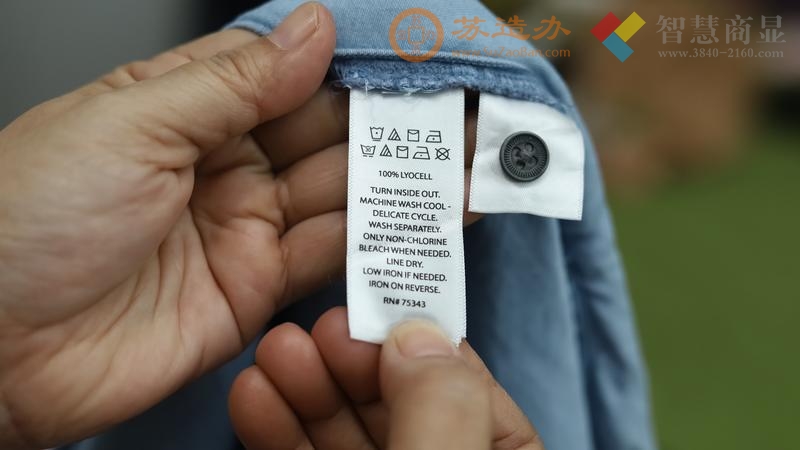 苏造办
智慧商显
www.3840-2160.com
100% LYOCELL
TURN INSIDE OUT.
MACHINE WASH COOL -
DELICATE CYCLE.
WASH SEPARATELY.
ONLY NON-CHLORINE
BLEACH WHEN NEEDED.
LINE DRY.
LOW IRON IF NEEDED.
IRON ON REVERSE.
RN# 75343